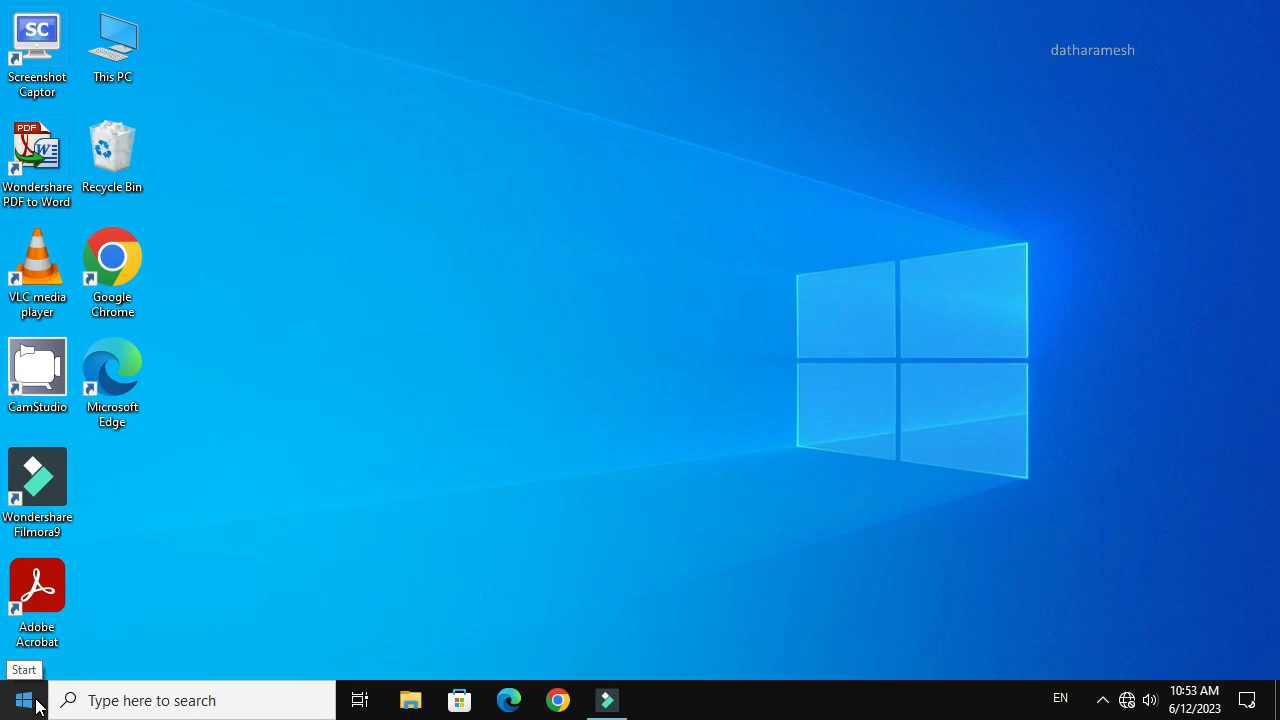 SC
Screenshot
Captor
This PC
datharamesh
PDF
W
Wondershare
PDF to Word
Recycle Bin
VLC media
player
Google
Chrome
CamStudio
Microsoft
Edge
Wondershare
Filmora9
Adobe
Acrobat
Start
Type here to search
EN
10:53 AM
6/12/2023